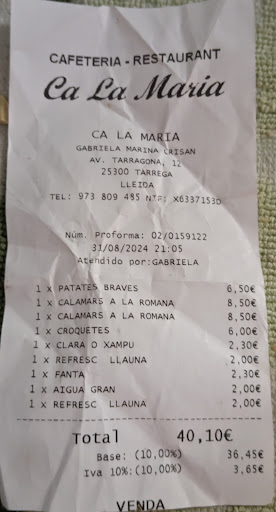 CAFETERIA - RESTAURANT
Ca La Maria
CA LA MARIA
GABRIELA MARINA CRISAN
AV. TARRAGONA, 12
25300 TARREGA
LLEIDA
TEL: 973 809 485 NIF: X6337153D
Núm. Proforma: 02/0159122
31/08/2024 21:05
Atendido por:GABRIELA
1 x PATATES BRAVES 6,50€
1 x CALAMARS A LA ROMANA 8,50€
1 x CALAMARS A LA ROMANA 8,50€
1 x CROQUETES 6,00€
1 x CLARA O XAMPU 2,30€
1 x REFRESC LLAUNA 2,00€
1 x FANTA 2,30€
1 x AIGUA GRAN 2,00€
1 x REFRESC LLAUNA 2,00€
Total 40,10€
Base: (10,00%) 36,45€
Iva 10%:(10,00%) 3,65€
VENDA